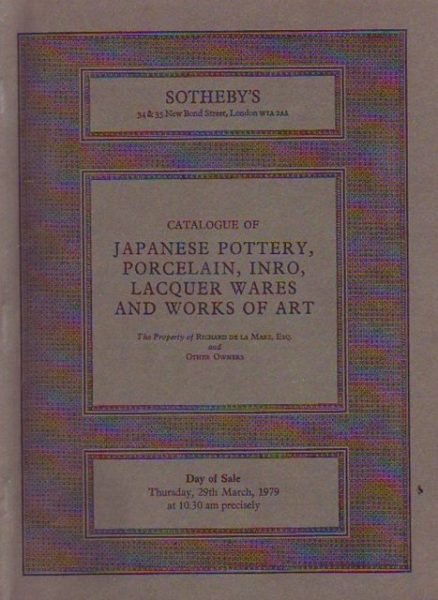 SOTHEBY'S
34 & 35 New Bond Street, London W1A 2AA
CATALOGUE OF
JAPANESE POTTERY,
PORCELAIN, INRO,
LACQUER WARES
AND WORKS OF ART
The Property of RICHARD DE LA MARE, ESQ.
and
OTHER OWNERS
Day of Sale
Thursday, 29th March, 1979
at 10.30 am precisely